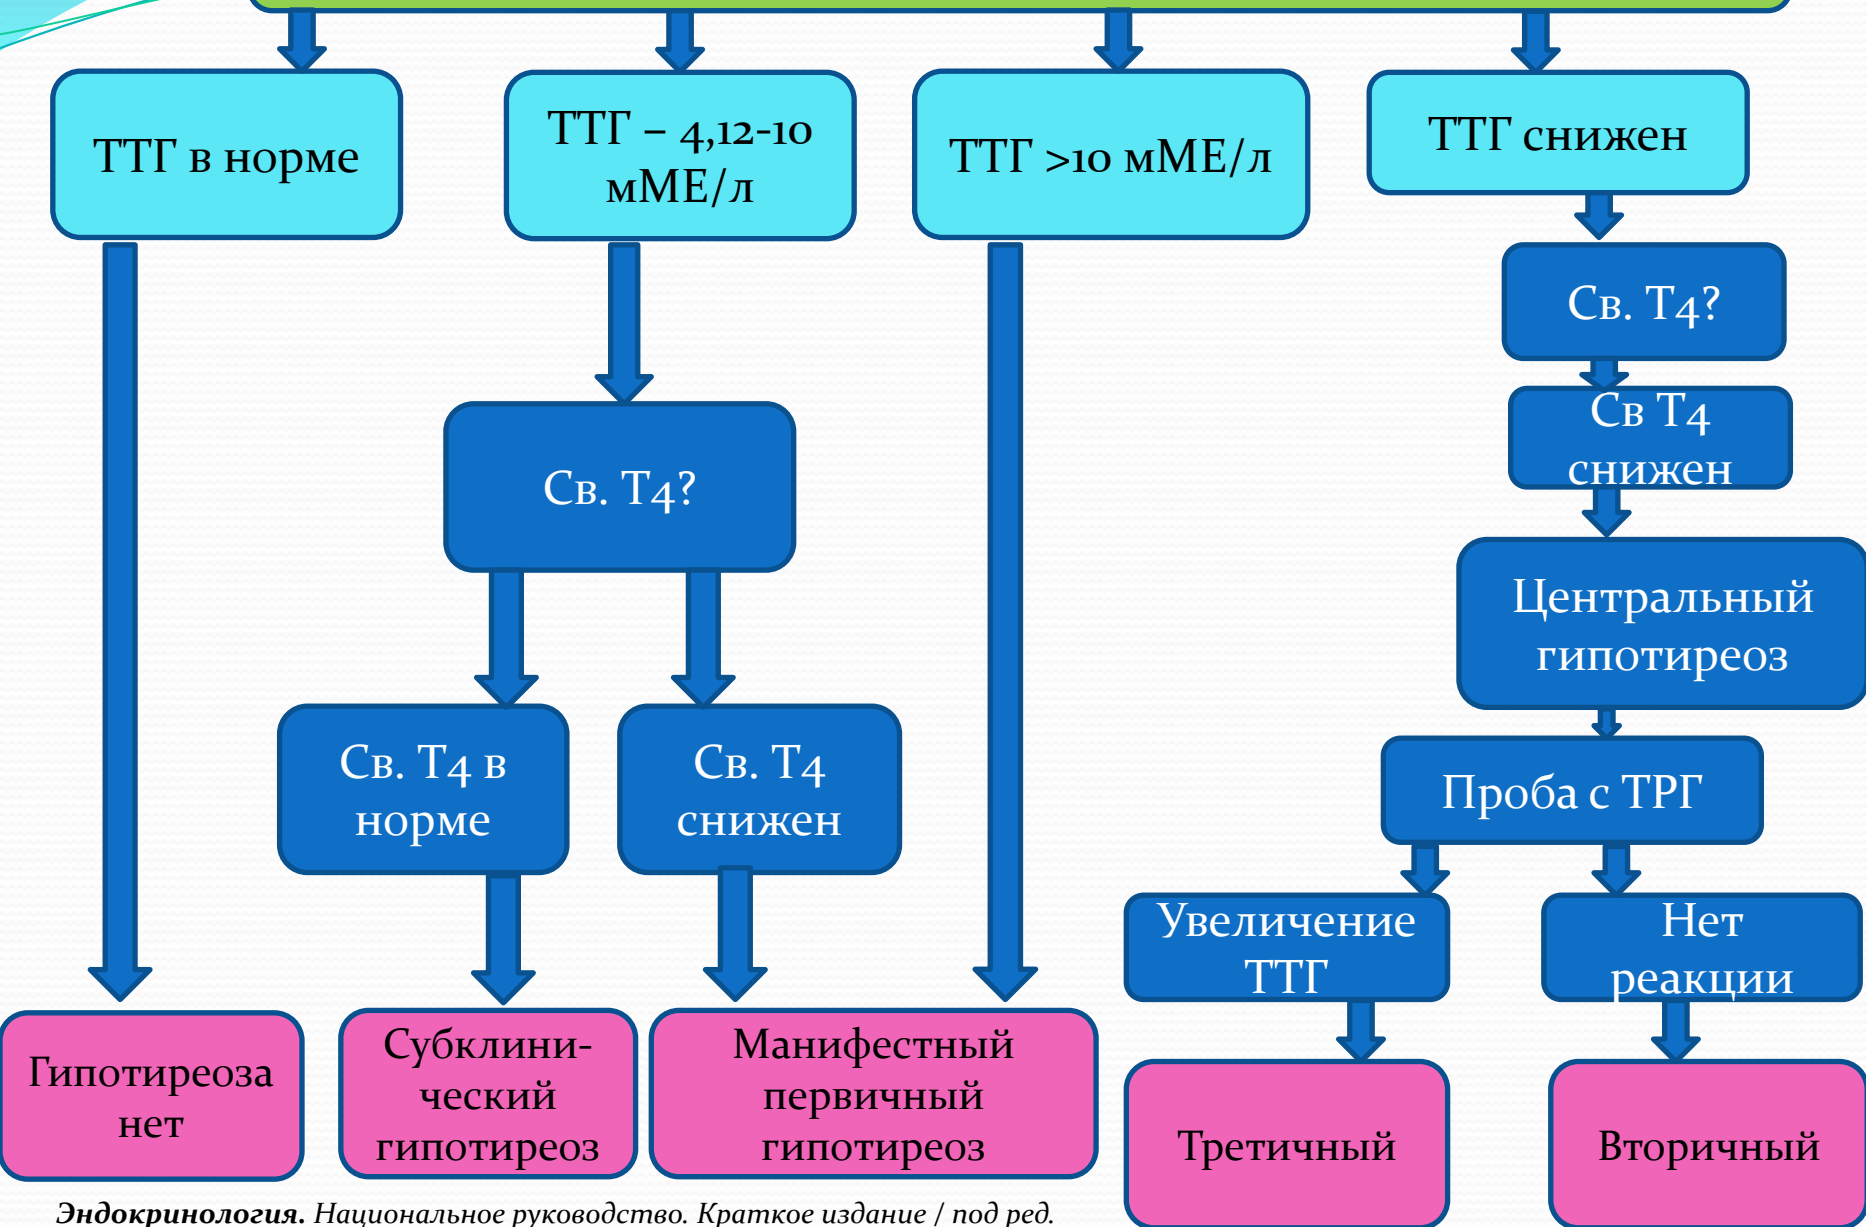 ТТГ в норме
ТТГ – 4,12-10
мМЕ/л
ТТГ >10 мМЕ/л
ТТГ снижен
Св. Т4?
Св Т4
снижен
Св. Т4?
Центральный
гипотиреоз
Св. Т4 в
норме
Св. Т4
снижен
Проба с ТРГ
Увеличение
ТТГ
Нет
реакции
Гипотиреоза
нет
Субклини-
ческий
гипотиреоз
Манифестный
первичный
гипотиреоз
Третичный
Вторичный
Эндокринология. Национальное руководство. Краткое издание / под ред.